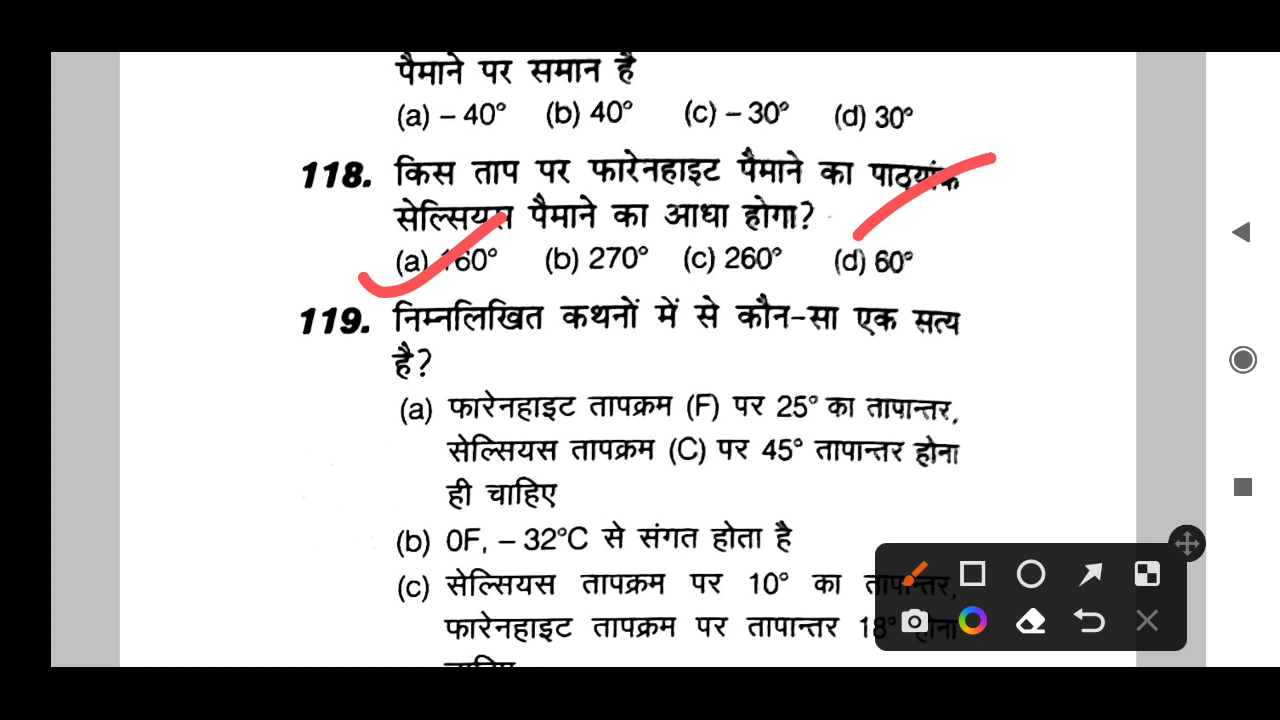 पैमाने पर समान है
(a) – 40° (b) 40° (c) – 30° (d) 30°
118. किस ताप पर फारेनहाइट पैमाने का पाठ्यांक
सेल्सियस पैमाने का आधा होगा?
(a) 160° (b) 270° (c) 260° (d) 60°
119. निम्नलिखित कथनों में से कौन-सा एक सत्य
है?
(a) फारेनहाइट तापक्रम (F) पर 25° का तापान्तर,
सेल्सियस तापक्रम (C) पर 45° तापान्तर होना
ही चाहिए
(b) 0F, – 32°C से संगत होता है
(c) सेल्सियस तापक्रम पर 10° का तापान्तर,
फारेनहाइट तापक्रम पर तापान्तर 18° होना